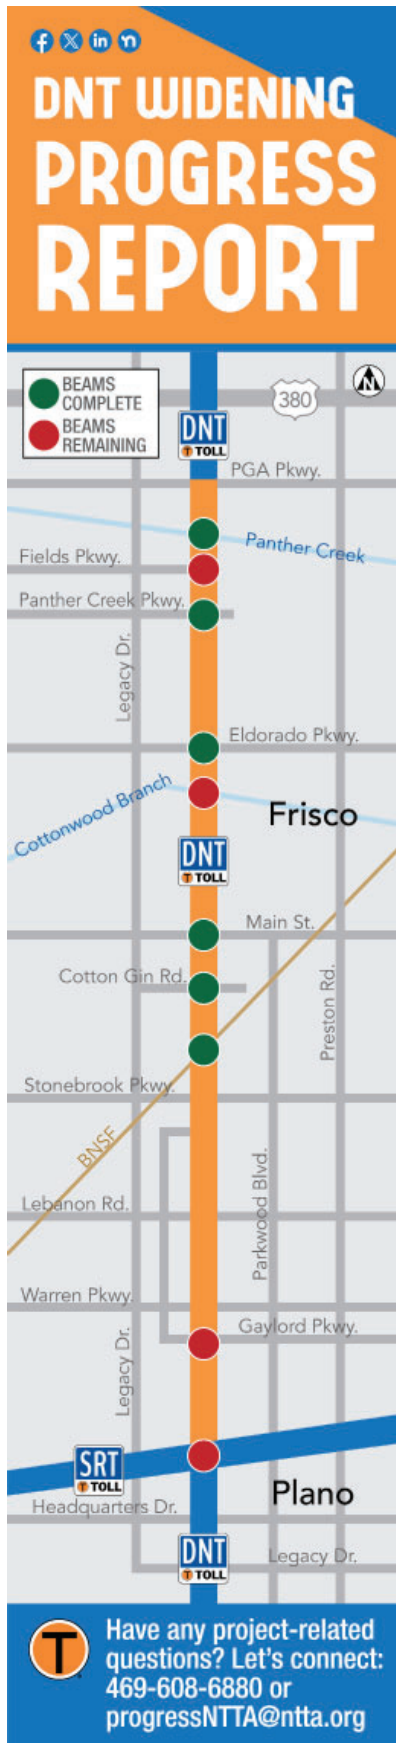 DNT WIDENING
PROGRESS
REPORT
BEAMS
COMPLETE
BEAMS
REMAINING
380
N
DNT
T TOLL
PGA Pkwy.
Panther Creek
Fields Pkwy.
Panther Creek Pkwy.
Legacy Dr.
Eldorado Pkwy.
Cottonwood Branch
Frisco
DNT
T TOLL
Main St.
Cotton Gin Rd.
Preston Rd.
Stonebrook Pkwy.
BNSF
Parkwood Blvd.
Lebanon Rd.
Warren Pkwy.
Gaylord Pkwy.
Legacy Dr.
SRT
T TOLL
Plano
Headquarters Dr.
DNT
T TOLL
Legacy Dr.
T
Have any project-related
questions? Let's connect:
469-608-6880 or
progressNTTA@ntta.org